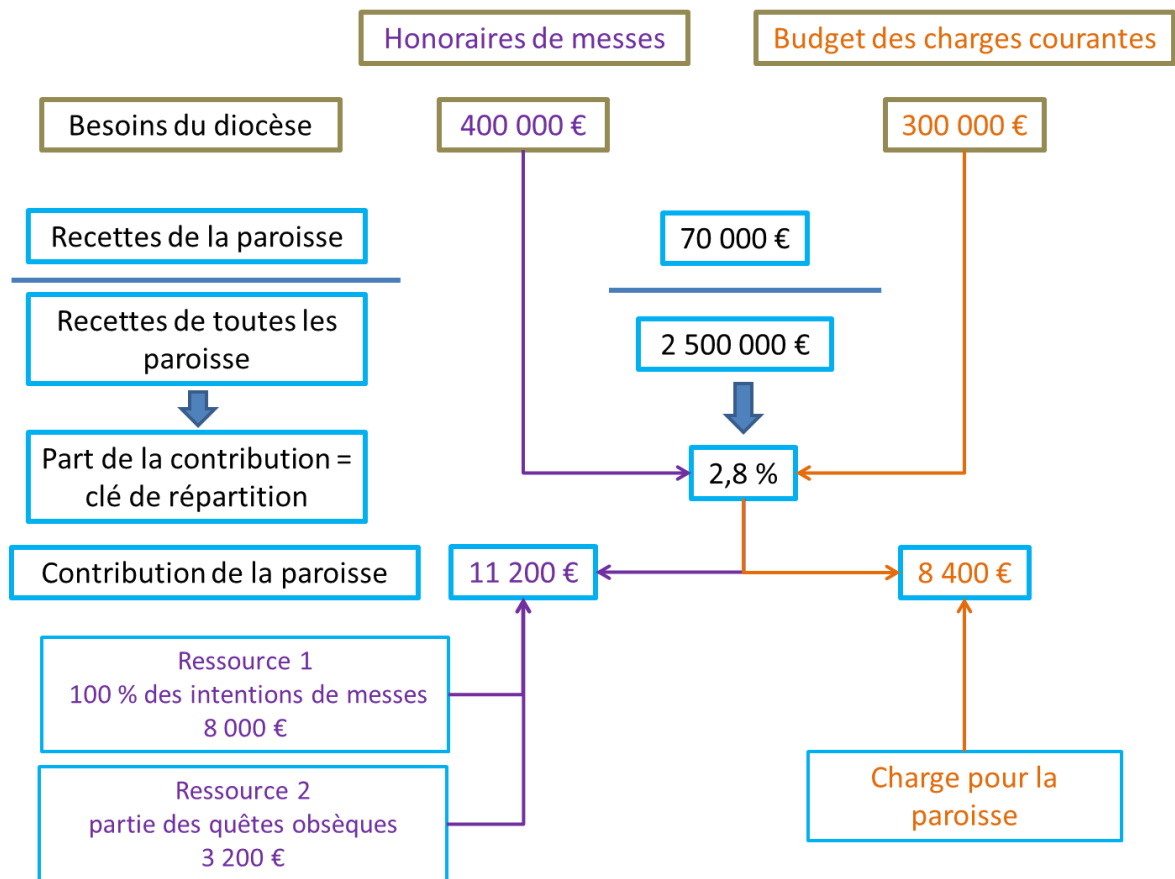 Honoraires de messes
Budget des charges courantes
Besoins du diocèse
400 000 €
300 000 €
Recettes de la paroisse
70 000 €
Recettes de toutes les
paroisse
2 500 000 €
Part de la contribution =
clé de répartition
2,8 %
Contribution de la paroisse
11 200 €
8 400 €
Ressource 1
100 % des intentions de messes
8 000 €
Ressource 2
partie des quêtes obsèques
3 200 €
Charge pour la
paroisse